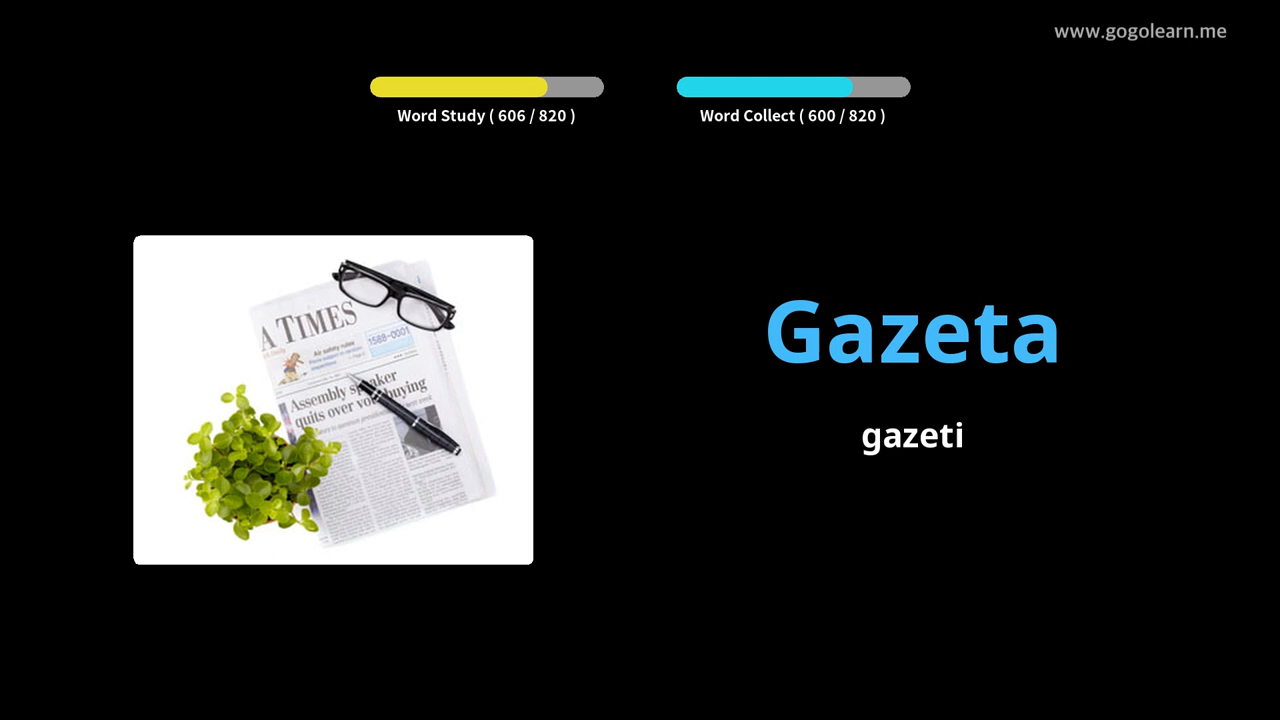 www.gogolearn.me
Word Study ( 606 / 820 )
Word Collect ( 600 / 820 )
A TIMES
Air safety rules
1588-0001
Assembly speaker
quits over vote buying
Gazeta
gazeti